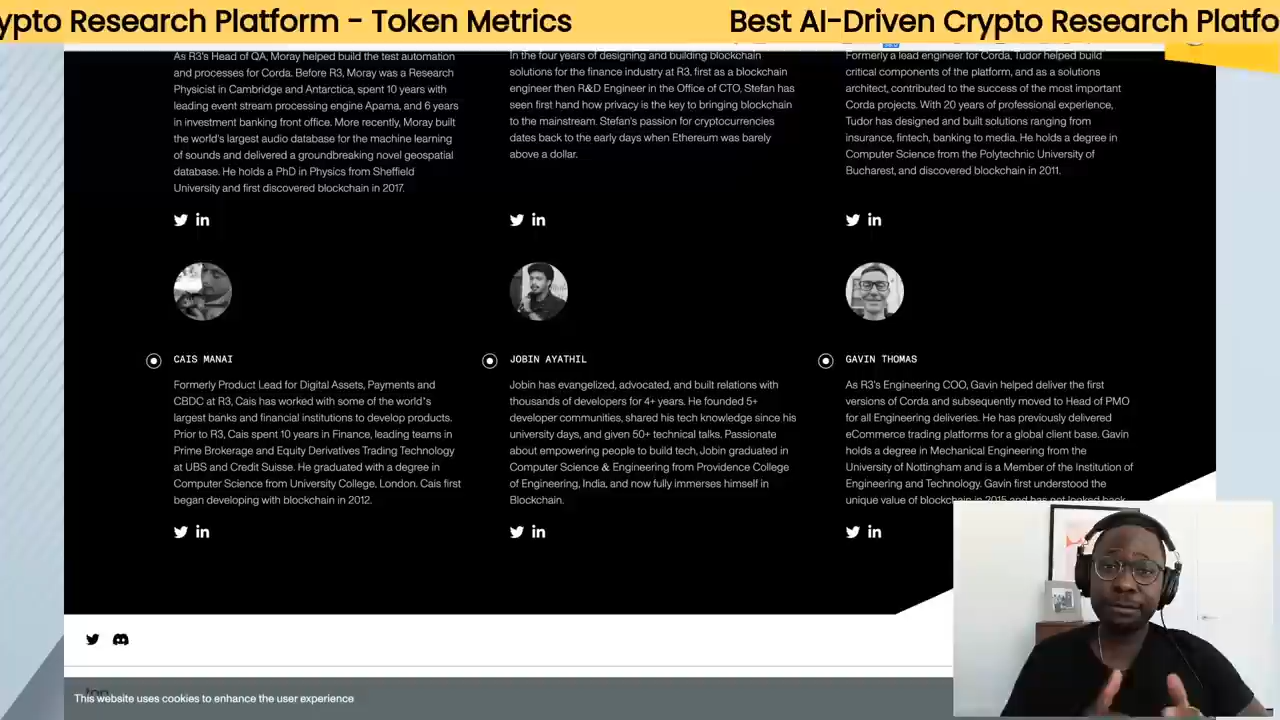 ypto Research Platform - Token Metrics
Best AI-Driven Crypto Research Platfo
As R3's Head of QA, Moray helped build the test automation
and processes for Corda. Before R3, Moray was a Research
Physicist in Cambridge and Antarctica, spent 10 years with
leading event stream processing engine Apama, and 6 years
in investment banking front office. More recently, Moray built
the world's largest audio database for the machine learning
of sounds and delivered a groundbreaking novel geospatial
database. He holds a PhD in Physics from Sheffield
University and first discovered blockchain in 2017.
In the four years of designing and building blockchain
solutions for the finance industry at R3, first as a blockchain
engineer then R&D Engineer in the Office of CTO, Stefan has
seen first hand how privacy is the key to bringing blockchain
to the mainstream. Stefan's passion for cryptocurrencies
dates back to the early days when Ethereum was barely
above a dollar.
Formerly a lead engineer for Corda, Tudor helped build
critical components of the platform, and as a solutions
architect, contributed to the success of the most important
Corda projects. With 20 years of professional experience,
Tudor has designed and built solutions ranging from
insurance, fintech, banking to media. He holds a degree in
Computer Science from the Polytechnic University of
Bucharest, and discovered blockchain in 2011.
CAIS MANAI
Formerly Product Lead for Digital Assets, Payments and
CBDC at R3, Cais has worked with some of the world's
largest banks and financial institutions to develop products.
Prior to R3, Cais spent 10 years in Finance, leading teams in
Prime Brokerage and Equity Derivatives Trading Technology
at UBS and Credit Suisse. He graduated with a degree in
Computer Science from University College, London. Cais first
began developing with blockchain in 2012.
JOBIN AYATHIL
Jobin has evangelized, advocated, and built relations with
thousands of developers for 4+ years. He founded 5+
developer communities, shared his tech knowledge since his
university days, and given 50+ technical talks. Passionate
about empowering people to build tech, Jobin graduated in
Computer Science & Engineering from Providence College
of Engineering, India, and now fully immerses himself in
Blockchain.
GAVIN THOMAS
As R3's Engineering COO, Gavin helped deliver the first
versions of Corda and subsequently moved to Head of PMO
for all Engineering deliveries. He has previously delivered
eCommerce trading platforms for a global client base. Gavin
holds a degree in Mechanical Engineering from the
University of Nottingham and is a Member of the Institution of
Engineering and Technology. Gavin first understood the
unique value of blockchain in 2015 and has not looked back
This website uses cookies to enhance the user experience